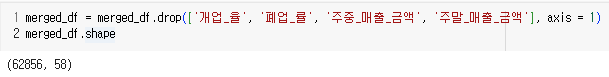 1 merged_df = merged_df.drop(['개업_율', '폐업_률', '주중_매출_금액', '주말_매출_금액'], axis = 1)
2 merged_df.shape
(62856, 58)